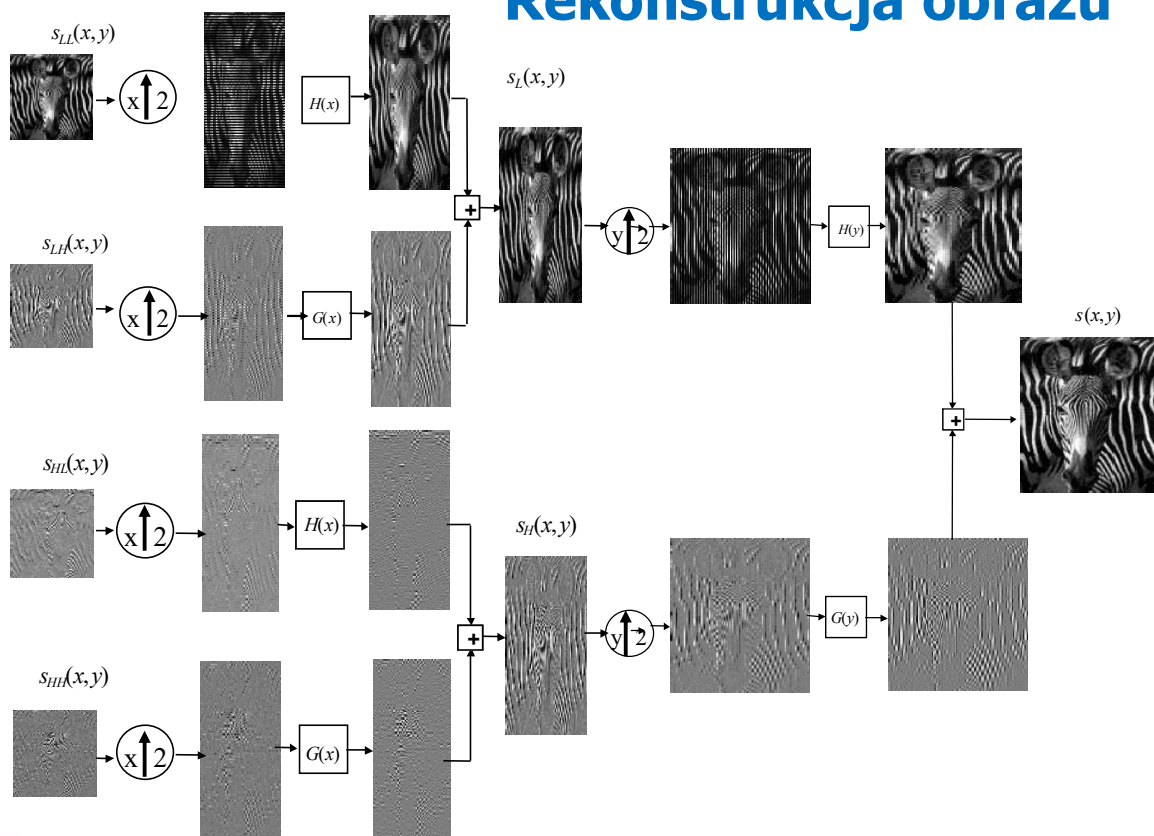 Rekonstrukcja obrazu
s_LL(x, y)
x 2
H(x)
s_L(x, y)
+
y 2
H(y)
s_LH(x, y)
x 2
G(x)
s(x, y)
+
s_HL(x, y)
x 2
H(x)
s_H(x, y)
+
y 2
G(y)
s_HH(x, y)
x 2
G(x)